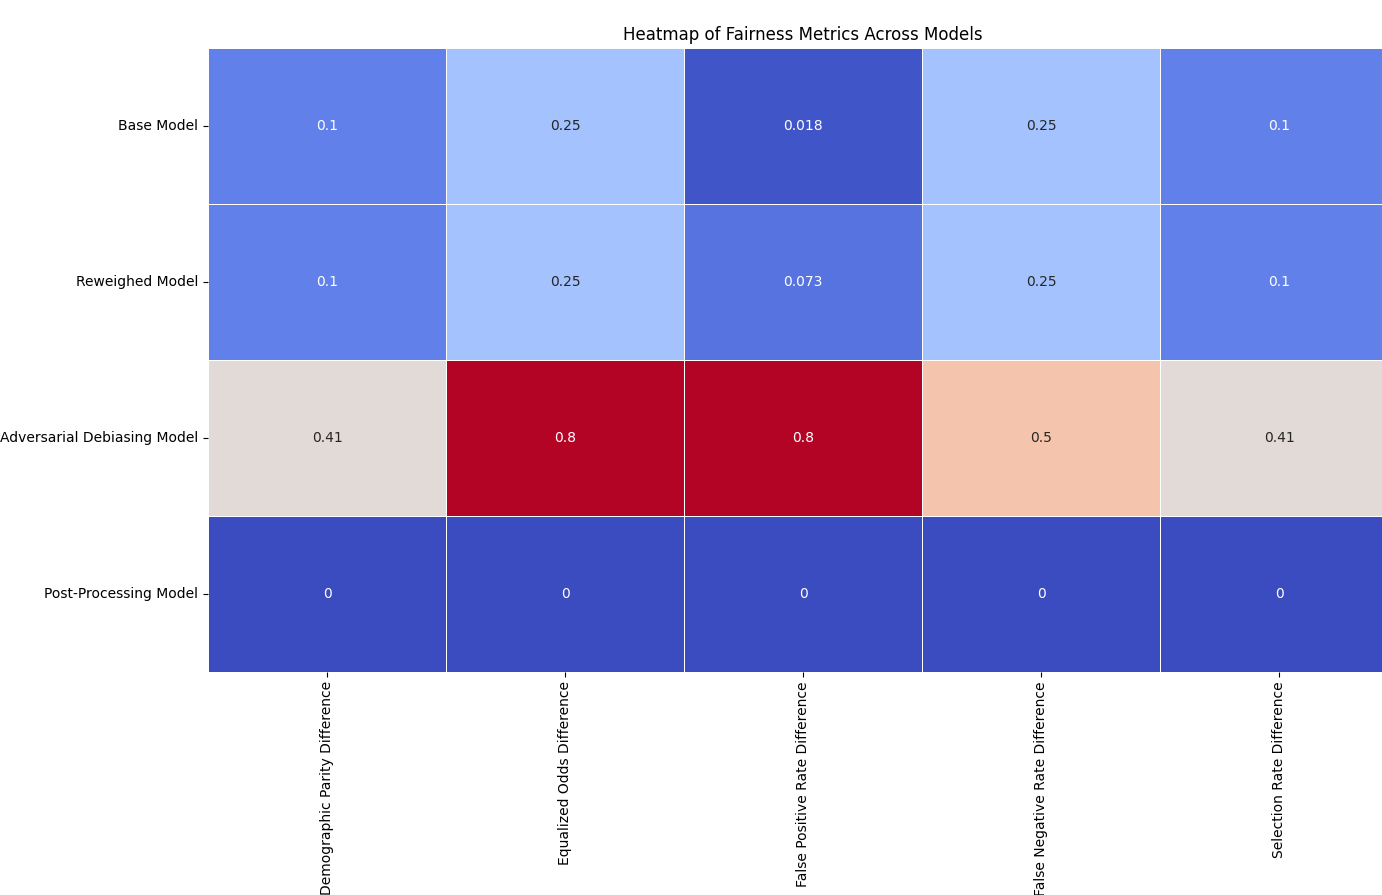 Heatmap of Fairness Metrics Across Models
Base Model
0.1
0.25
0.018
0.25
0.1
Reweighed Model
0.1
0.25
0.073
0.25
0.1
Adversarial Debiasing Model
0.41
0.8
0.8
0.5
0.41
Post-Processing Model
0
0
0
0
0
Demographic Parity Difference
Equalized Odds Difference
False Positive Rate Difference
False Negative Rate Difference
Selection Rate Difference